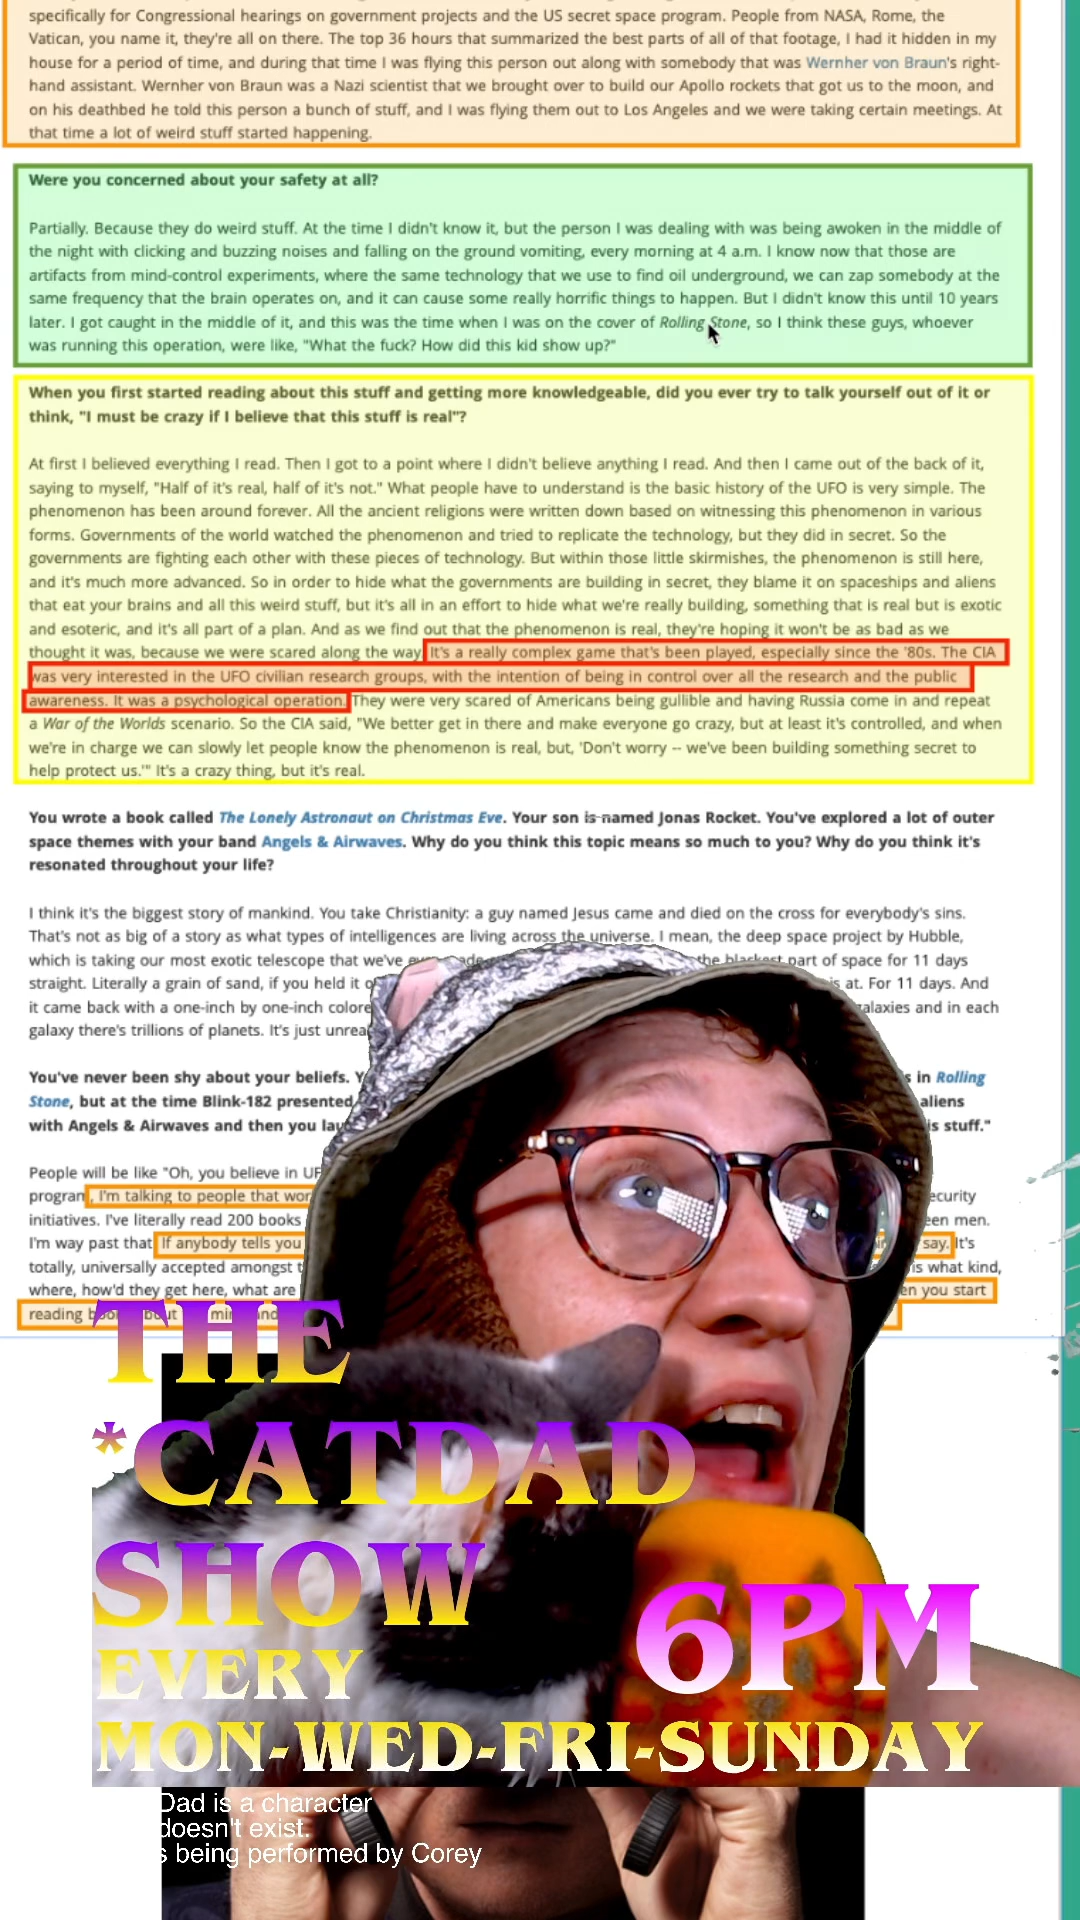 specifically for Congressional hearings on government projects and the US secret space program. People from NASA, Rome, the
Vatican, you name it, they're all on there. The top 36 hours that summarized the best parts of all of that footage, I had it hidden in my
house for a period of time, and during that time I was flying this person out along with somebody that was Wernher von Braun's right-
hand assistant. Wernher von Braun was a Nazi scientist that we brought over to build our Apollo rockets that got us to the moon, and
on his deathbed he told this person a bunch of stuff, and I was flying them out to Los Angeles and we were taking certain meetings. At
that time a lot of weird stuff started happening.
Were you concerned about your safety at all?
Partially. Because they do weird stuff. At the time I didn't know it, but the person I was dealing with was being awoken in the middle of
the night with clicking and buzzing noises and falling on the ground vomiting, every morning at 4 a.m. I know now that those are
artifacts from mind-control experiments, where the same technology that we use to find oil underground, we can zap somebody at the
same frequency that the brain operates on, and it can cause some really horrific things to happen. But I didn't know this until 10 years
later. I got caught in the middle of it, and this was the time when I was on the cover of Rolling Stone, so I think these guys, whoever
was running this operation, were like, "What the fuck? How did this kid show up?"
When you first started reading about this stuff and getting more knowledgeable, did you ever try to talk yourself out of it or
think, "I must be crazy if I believe that this stuff is real"?
At first I believed everything I read. Then I got to a point where I didn't believe anything I read. And then I came out of the back of it,
saying to myself, "Half of it's real, half of it's not." What people have to understand is the basic history of the UFO is very simple. The
phenomenon has been around forever. All the ancient religions were written down based on witnessing this phenomenon in various
forms. Governments of the world watched the phenomenon and tried to replicate the technology, but they did in secret. So the
governments are fighting each other with these pieces of technology. But within those little skirmishes, the phenomenon is still here,
and it's much more advanced. So in order to hide what the governments are building in secret, they blame it on spaceships and aliens
that eat your brains and all this weird stuff, but it's all in an effort to hide what we're really building, something that is real but is exotic
and esoteric, and it's all part of a plan. And as we find out that the phenomenon is real, they're hoping it won't be as bad as we
thought it was, because we were scared along the way. It's a really complex game that's been played, especially since the '80s. The CIA
was very interested in the UFO civilian research groups, with the intention of being in control over all the research and the public
awareness. It was a psychological operation. They were very scared of Americans being gullible and having Russia come in and repeat
a War of the Worlds scenario. So the CIA said, "We better get in there and make everyone go crazy, but at least it's controlled, and when
we're in charge we can slowly let people know the phenomenon is real, but, 'Don't worry -- we've been building something secret to
help protect us.'" It's a crazy thing, but it's real.
You wrote a book called The Lonely Astronaut on Christmas Eve. Your son is named Jonas Rocket. You've explored a lot of outer
space themes with your band Angels & Airwaves. Why do you think this topic means so much to you? Why do you think it's
resonated throughout your life?
I think it's the biggest story of mankind. You take Christianity: a guy named Jesus came and died on the cross for everybody's sins.
That's not as big of a story as what types of intelligences are living across the universe. I mean, the deep space project by Hubble,
which is taking our most exotic telescope that we've the blackest part of space for 11 days
straight. Literally a grain of sand, if you held it is at. For 11 days. And
it came back with a one-inch by one-inch galaxies and in each
galaxy there's trillions of planets. It's just
You've never been shy about your beliefs. in Rolling
Stone, but at the time Blink-182 presented aliens
with Angels & Airwaves and then you stuff."
People will be like "Oh, you believe in
I'm talking to people that
initiatives. I've literally read 200 books men.
I'm way past that. If anybody tells you say. It's
totally, universally accepted amongst is what kind,
where, how'd they get here, what are you start
reading
THE
*CATDAD
SHOW
6PM
EVERY
MON-WED-FRI-SUNDAY
Dad is a character
doesn't exist.
being performed by Corey